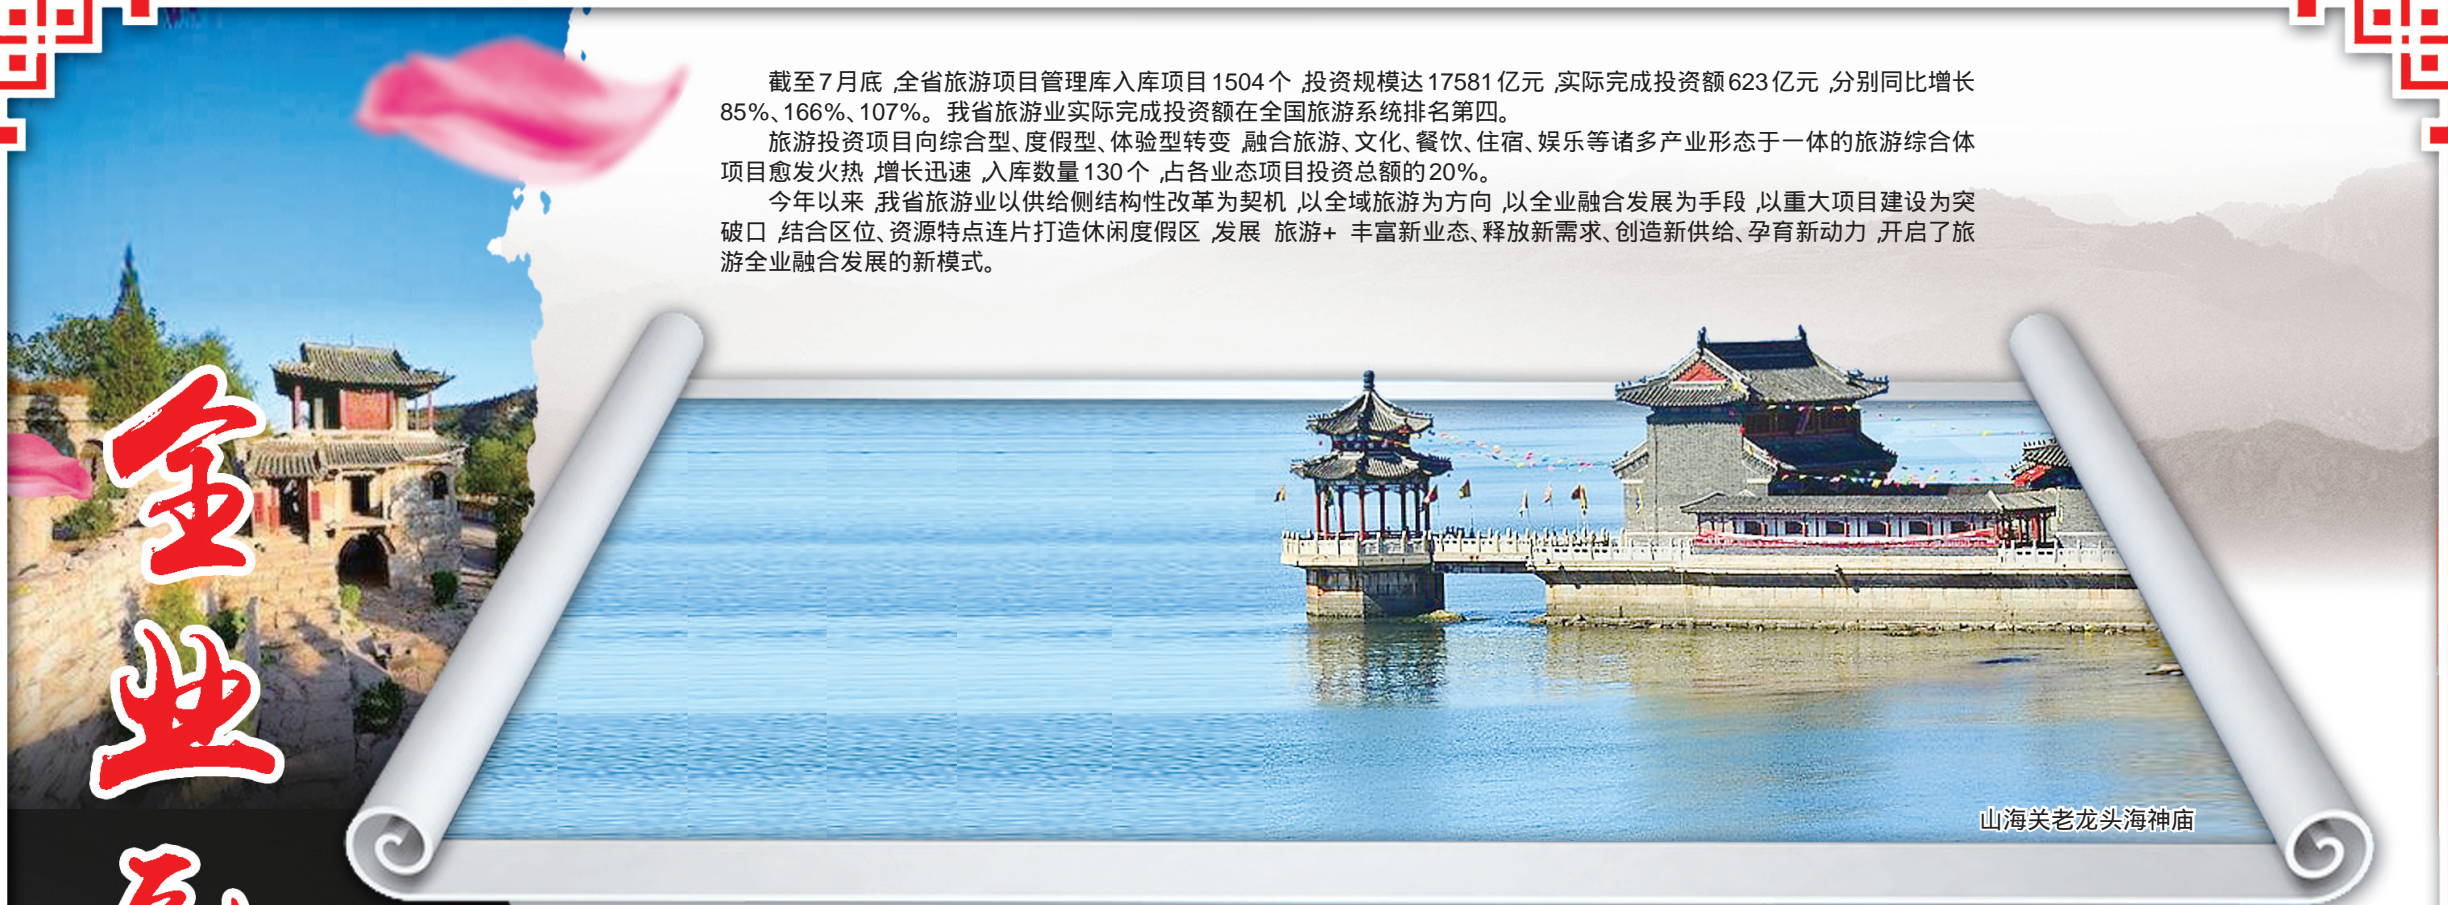 截至7月底,全省旅游项目管理库入库项目1504个,投资规模达17581亿元,实际完成投资额623亿元,分别同比增长
85%、166%、107%。我省旅游业实际完成投资额在全国旅游系统排名第四。
旅游投资项目向综合型、度假型、体验型转变,融合旅游、文化、餐饮、住宿、娱乐等诸多产业形态于一体的旅游综合体
项目愈发火热,增长迅速,入库数量130个,占各业态项目投资总额的20%。
今年以来,我省旅游业以供给侧结构性改革为契机,以全域旅游为方向,以全业融合发展为手段,以重大项目建设为突
破口,结合区位、资源特点连片打造休闲度假区,发展 旅游+ 丰富新业态、释放新需求、创造新供给、孕育新动力,开启了旅
游全业融合发展的新模式。
全
业
山海关老龙头海神庙